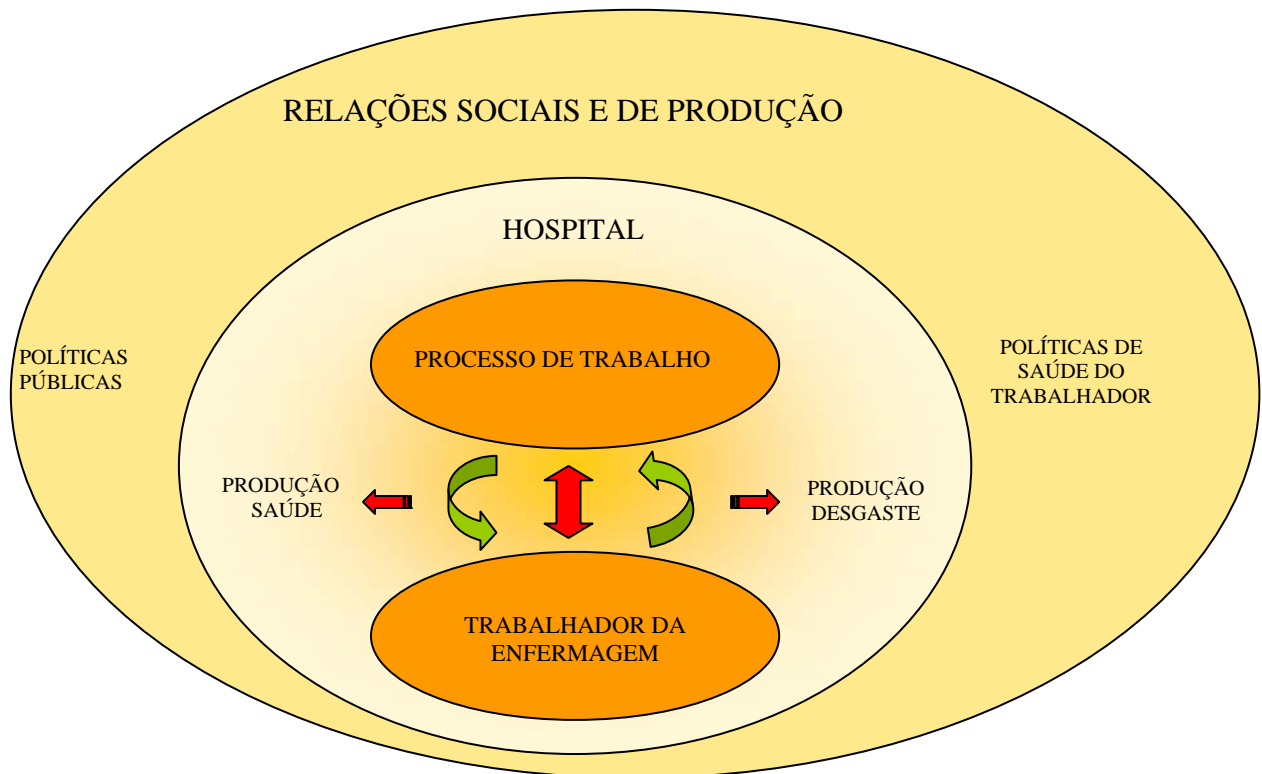 RELAÇÕES SOCIAIS E DE PRODUÇÃO
HOSPITAL
PROCESSO DE TRABALHO
POLÍTICAS
PÚBLICAS
POLÍTICAS DE
SAÚDE DO
TRABALHADOR
PRODUÇÃO
SAÚDE
PRODUÇÃO
DESGASTE
TRABALHADOR DA
ENFERMAGEM